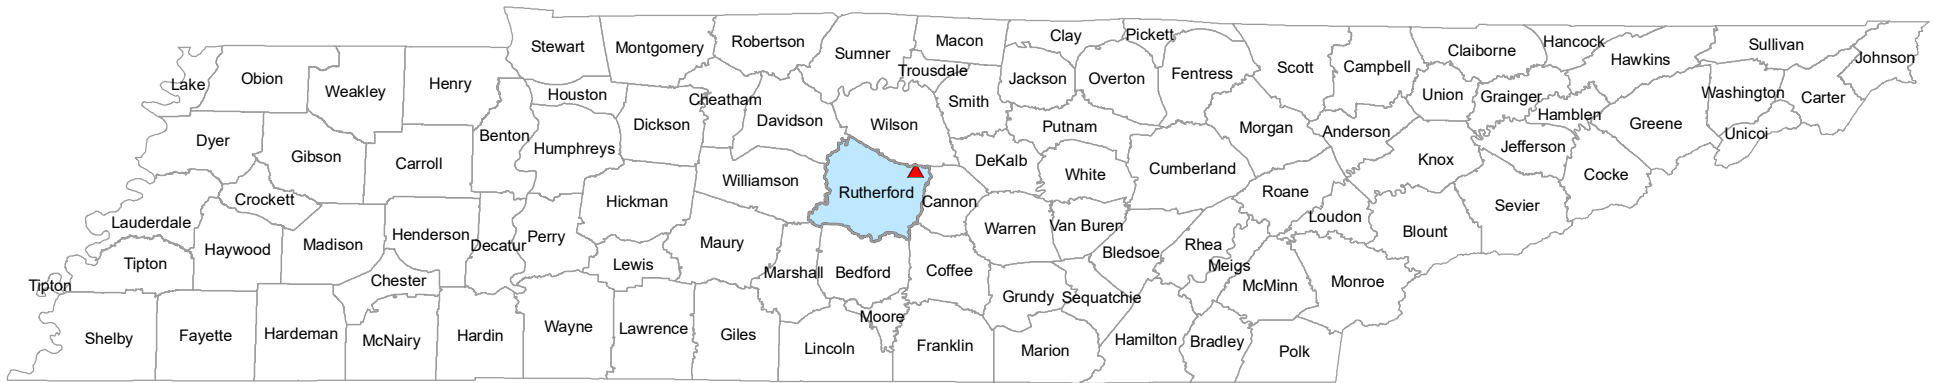 Stewart
Montgomery
Robertson
Sumner
Macon
Clay
Pickett
Hancock
Sullivan
Claiborne
Hawkins
Johnson
Lake
Obion
Weakley
Henry
Houston
Cheatham
Trousdale
Jackson
Overton
Fentress
Scott
Campbell
Union
Grainger
Washington
Carter
Smith
Hamblen
Dyer
Gibson
Carroll
Benton
Humphreys
Dickson
Davidson
Wilson
Putnam
Morgan
Anderson
Greene
Unicoi
DeKalb
White
Cumberland
Knox
Jefferson
Cocke
Crockett
Williamson
Rutherford
Cannon
Roane
Sevier
Lauderdale
Haywood
Madison
Henderson
Decatur
Perry
Hickman
Maury
Warren
Van Buren
Loudon
Blount
Tipton
Tipton
Chester
Lewis
Marshall
Bedford
Coffee
Bledsoe
Rhea
Meigs
McMinn
Monroe
Grundy
Sequatchie
Shelby
Fayette
Hardeman
McNairy
Hardin
Wayne
Lawrence
Giles
Moore
Lincoln
Franklin
Marion
Hamilton
Bradley
Polk